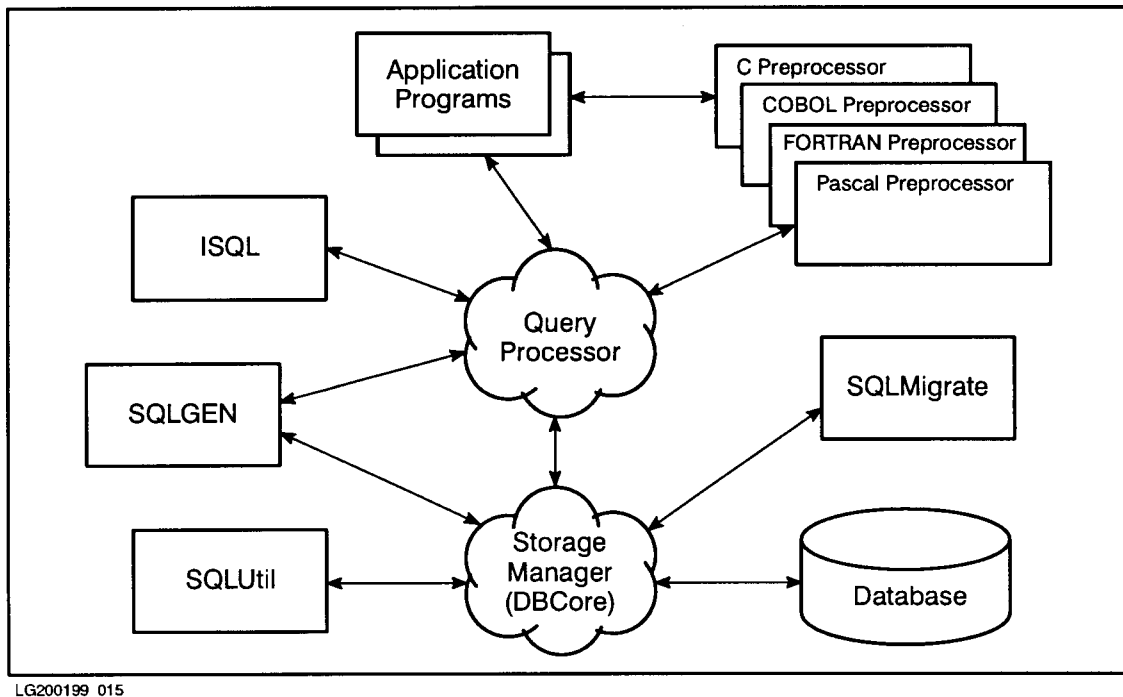 Application
Programs
C Preprocessor
COBOL Preprocessor
FORTRAN Preprocessor
Pascal Preprocessor
ISQL
Query
Processor
SQLGEN
SQLMigrate
SQLUtil
Storage
Manager
(DBCore)
Database
LG200199 015